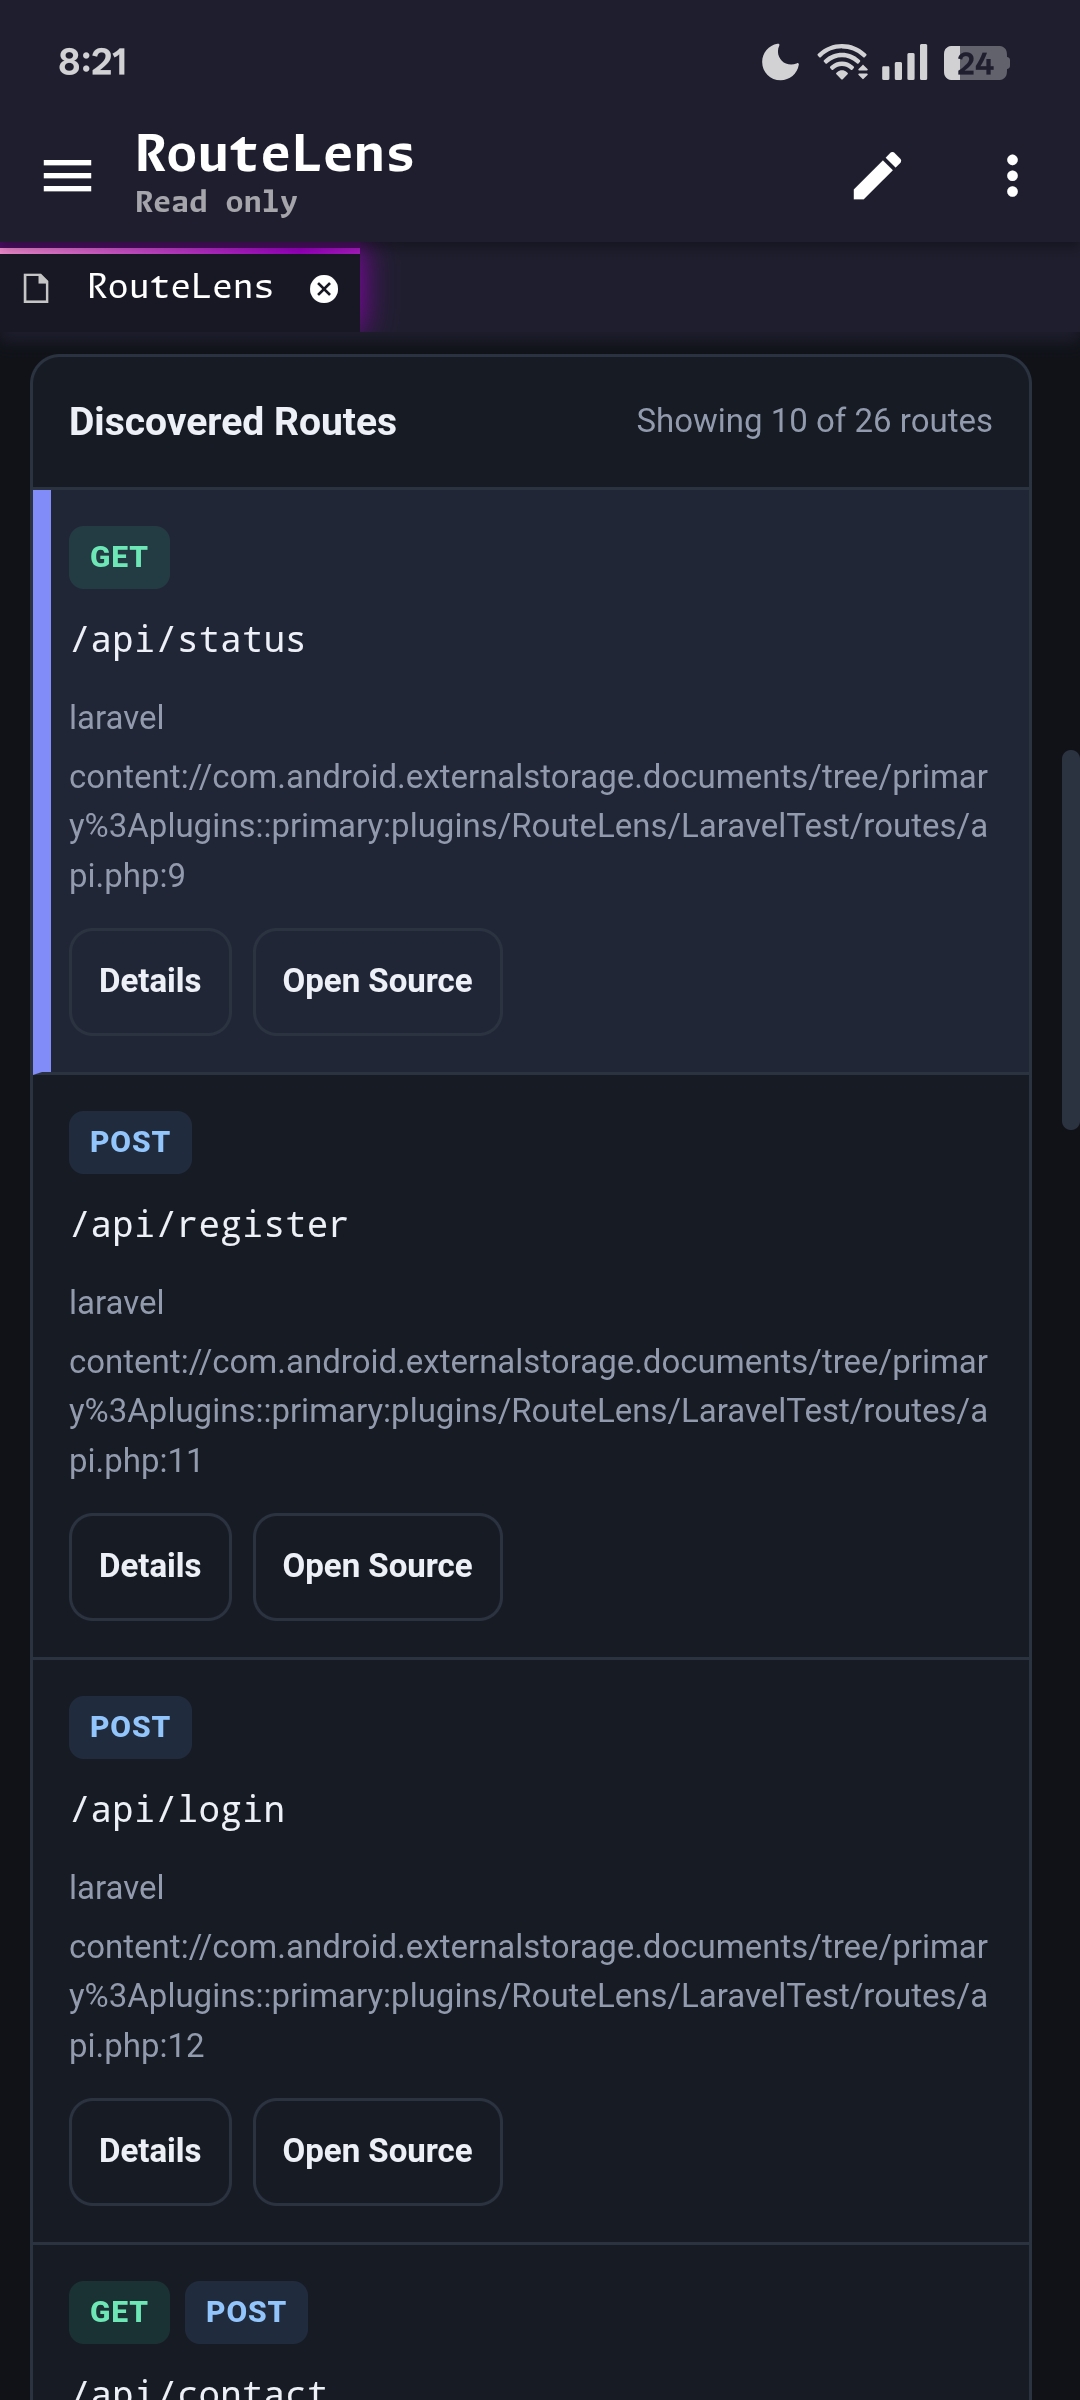 8:21
24
RouteLens
Read only
RouteLens
Discovered Routes
Showing 10 of 26 routes
GET
/api/status
laravel
content://com.android.externalstorage.documents/tree/primar
y%3Aplugins::primary:plugins/RouteLens/LaravelTest/routes/a
pi.php:9
Details
Open Source
POST
/api/register
laravel
content://com.android.externalstorage.documents/tree/primar
y%3Aplugins::primary:plugins/RouteLens/LaravelTest/routes/a
pi.php:11
Details
Open Source
POST
/api/login
laravel
content://com.android.externalstorage.documents/tree/primar
y%3Aplugins::primary:plugins/RouteLens/LaravelTest/routes/a
pi.php:12
Details
Open Source
GET
POST
/api/contact